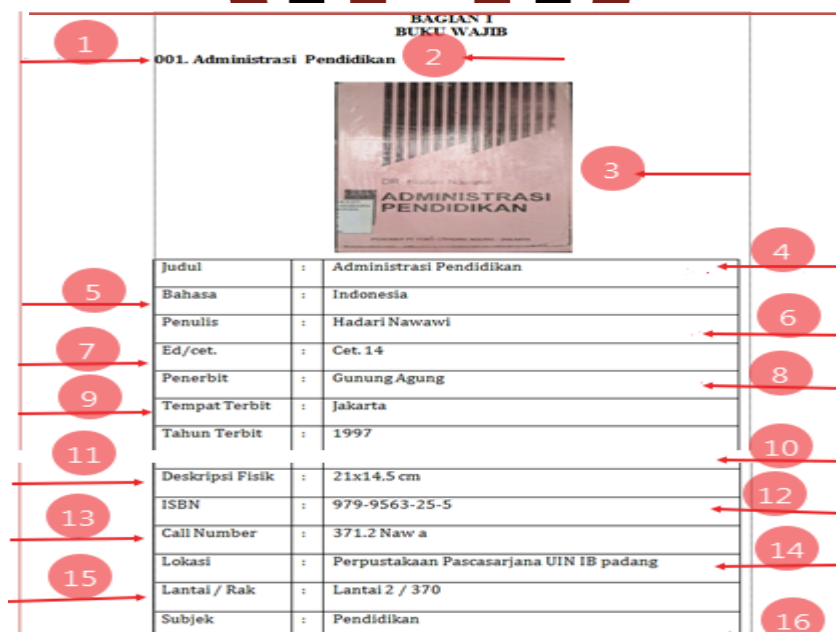 BAGIAN I
BUKU WAJIB
1
001. Administrasi Pendidikan
2
3
ADMINISTRASI
PENDIDIKAN
4
Judul : Administrasi Pendidikan
5
Bahasa : Indonesia
6
Penulis : Hadari Nawawi
7
Ed/cet. : Cet. 14
8
Penerbit : Gunung Agung
9
Tempat Terbit : Jakarta
Tahun Terbit : 1997
10
11
Deskripsi Fisik : 21x14,5 cm
12
ISBN : 979-9563-25-5
13
Call Number : 371.2 Naw a
14
Lokasi : Perpustakaan Pascasarjana UIN IB padang
15
Lantai / Rak : Lantai 2 / 370
16
Subjek : Pendidikan